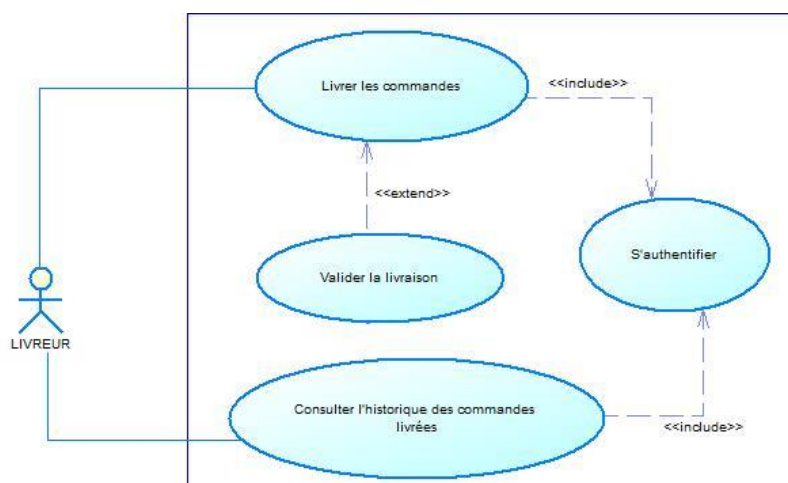 Livrer les commandes
<<include>>
<<extend>>
S'authentifier
Valider la livraison
LIVREUR
Consulter l'historique des commandes
livrées
<<include>>